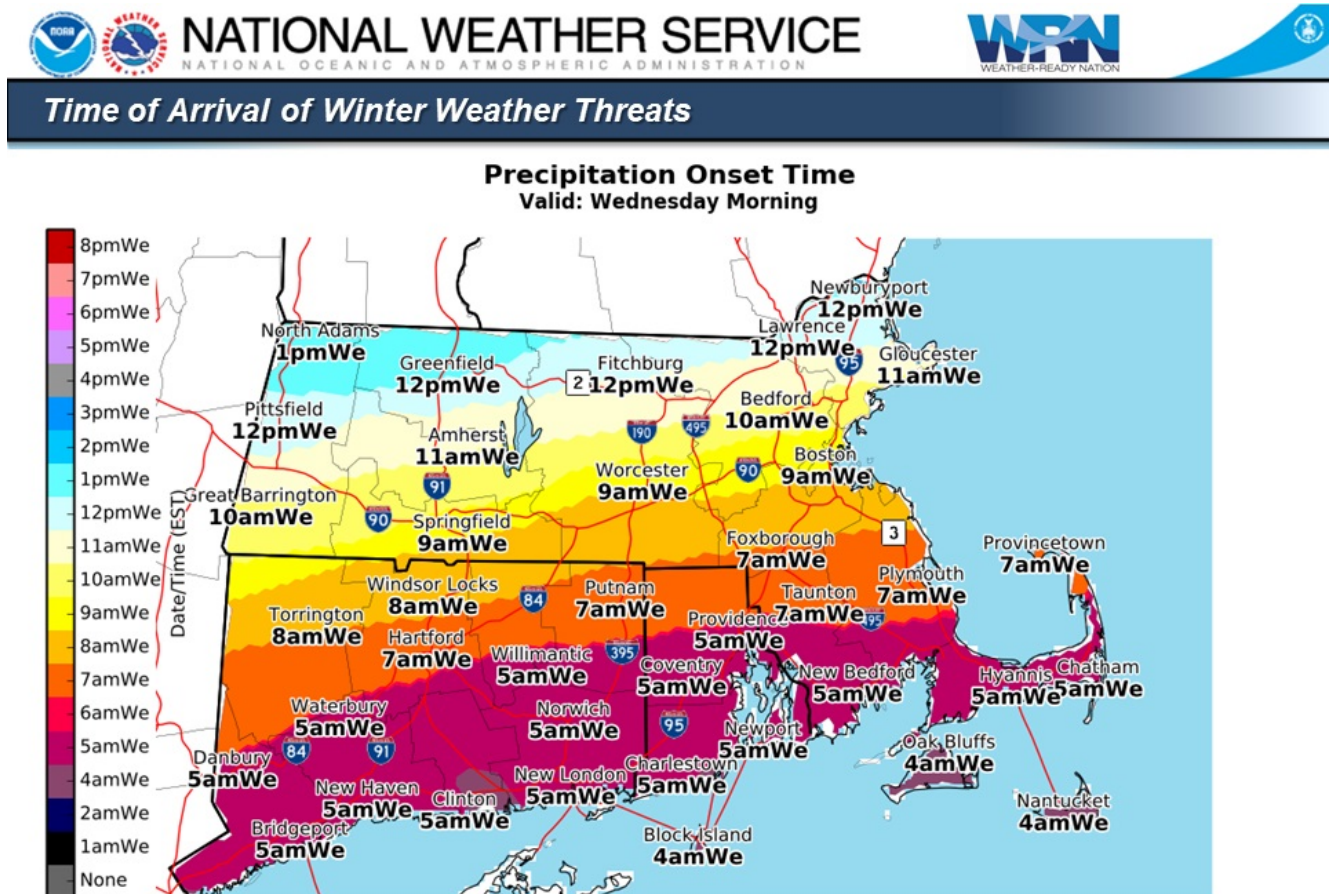 NATIONAL WEATHER SERVICE
NATIONAL OCEANIC AND ATMOSPHERIC ADMINISTRATION
NOAA
WRN
WEATHER-READY NATION
Time of Arrival of Winter Weather Threats
Precipitation Onset Time
Valid: Wednesday Morning
8pmWe
7pmWe
6pmWe
5pmWe
4pmWe
3pmWe
2pmWe
1pmWe
12pmWe
11amWe
10amWe
9amWe
8amWe
7amWe
6amWe
5amWe
4amWe
2amWe
1amWe
None
Date/Time (EST)
Newburyport
12pmWe
North Adams
1pmWe
Lawrence
12pmWe
Greenfield
12pmWe
Fitchburg
12pmWe
Gloucester
11amWe
95
2
Pittsfield
12pmWe
Bedford
10amWe
Amherst
11amWe
190
495
Worcester
9amWe
Boston
9amWe
90
91
Great Barrington
10amWe
90
Springfield
9amWe
Foxborough
7amWe
3
Provincetown
7amWe
Windsor Locks
8amWe
84
Putnam
7amWe
Taunton
7amWe
Plymouth
7amWe
Torrington
8amWe
Providence
5amWe
195
Hartford
7amWe
Willimantic
5amWe
395
Coventry
5amWe
New Bedford
5amWe
Hyannis
5amWe
Chatham
5amWe
Waterbury
5amWe
Norwich
5amWe
95
Newport
5amWe
84
91
Danbury
5amWe
Oak Bluffs
4amWe
New Haven
5amWe
Clinton
5amWe
New London
5amWe
Charlestown
5amWe
Nantucket
4amWe
Bridgeport
5amWe
Block Island
4amWe